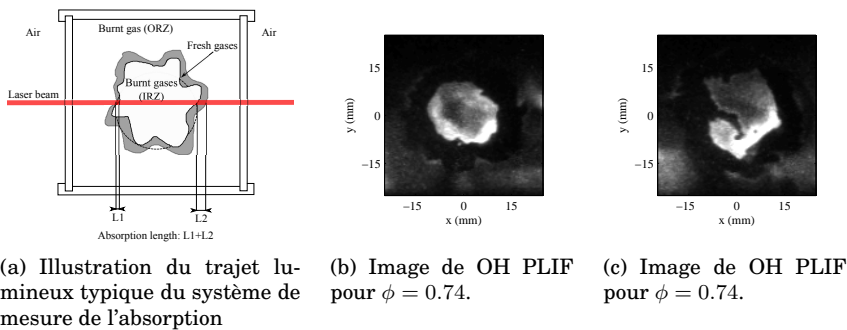 Air
Burnt gas (ORZ)
Air
Fresh gases
Burnt gases
(IRZ)
Laser beam
L1
L2
Absorption length: L1+L2
15
0
−15
y (mm)
−15 0 15
x (mm)
15
0
−15
y (mm)
−15 0 15
x (mm)
(a) Illustration du trajet lu-
mineux typique du système de
mesure de l'absorption
(b) Image de OH PLIF
pour ϕ = 0.74.
(c) Image de OH PLIF
pour ϕ = 0.74.